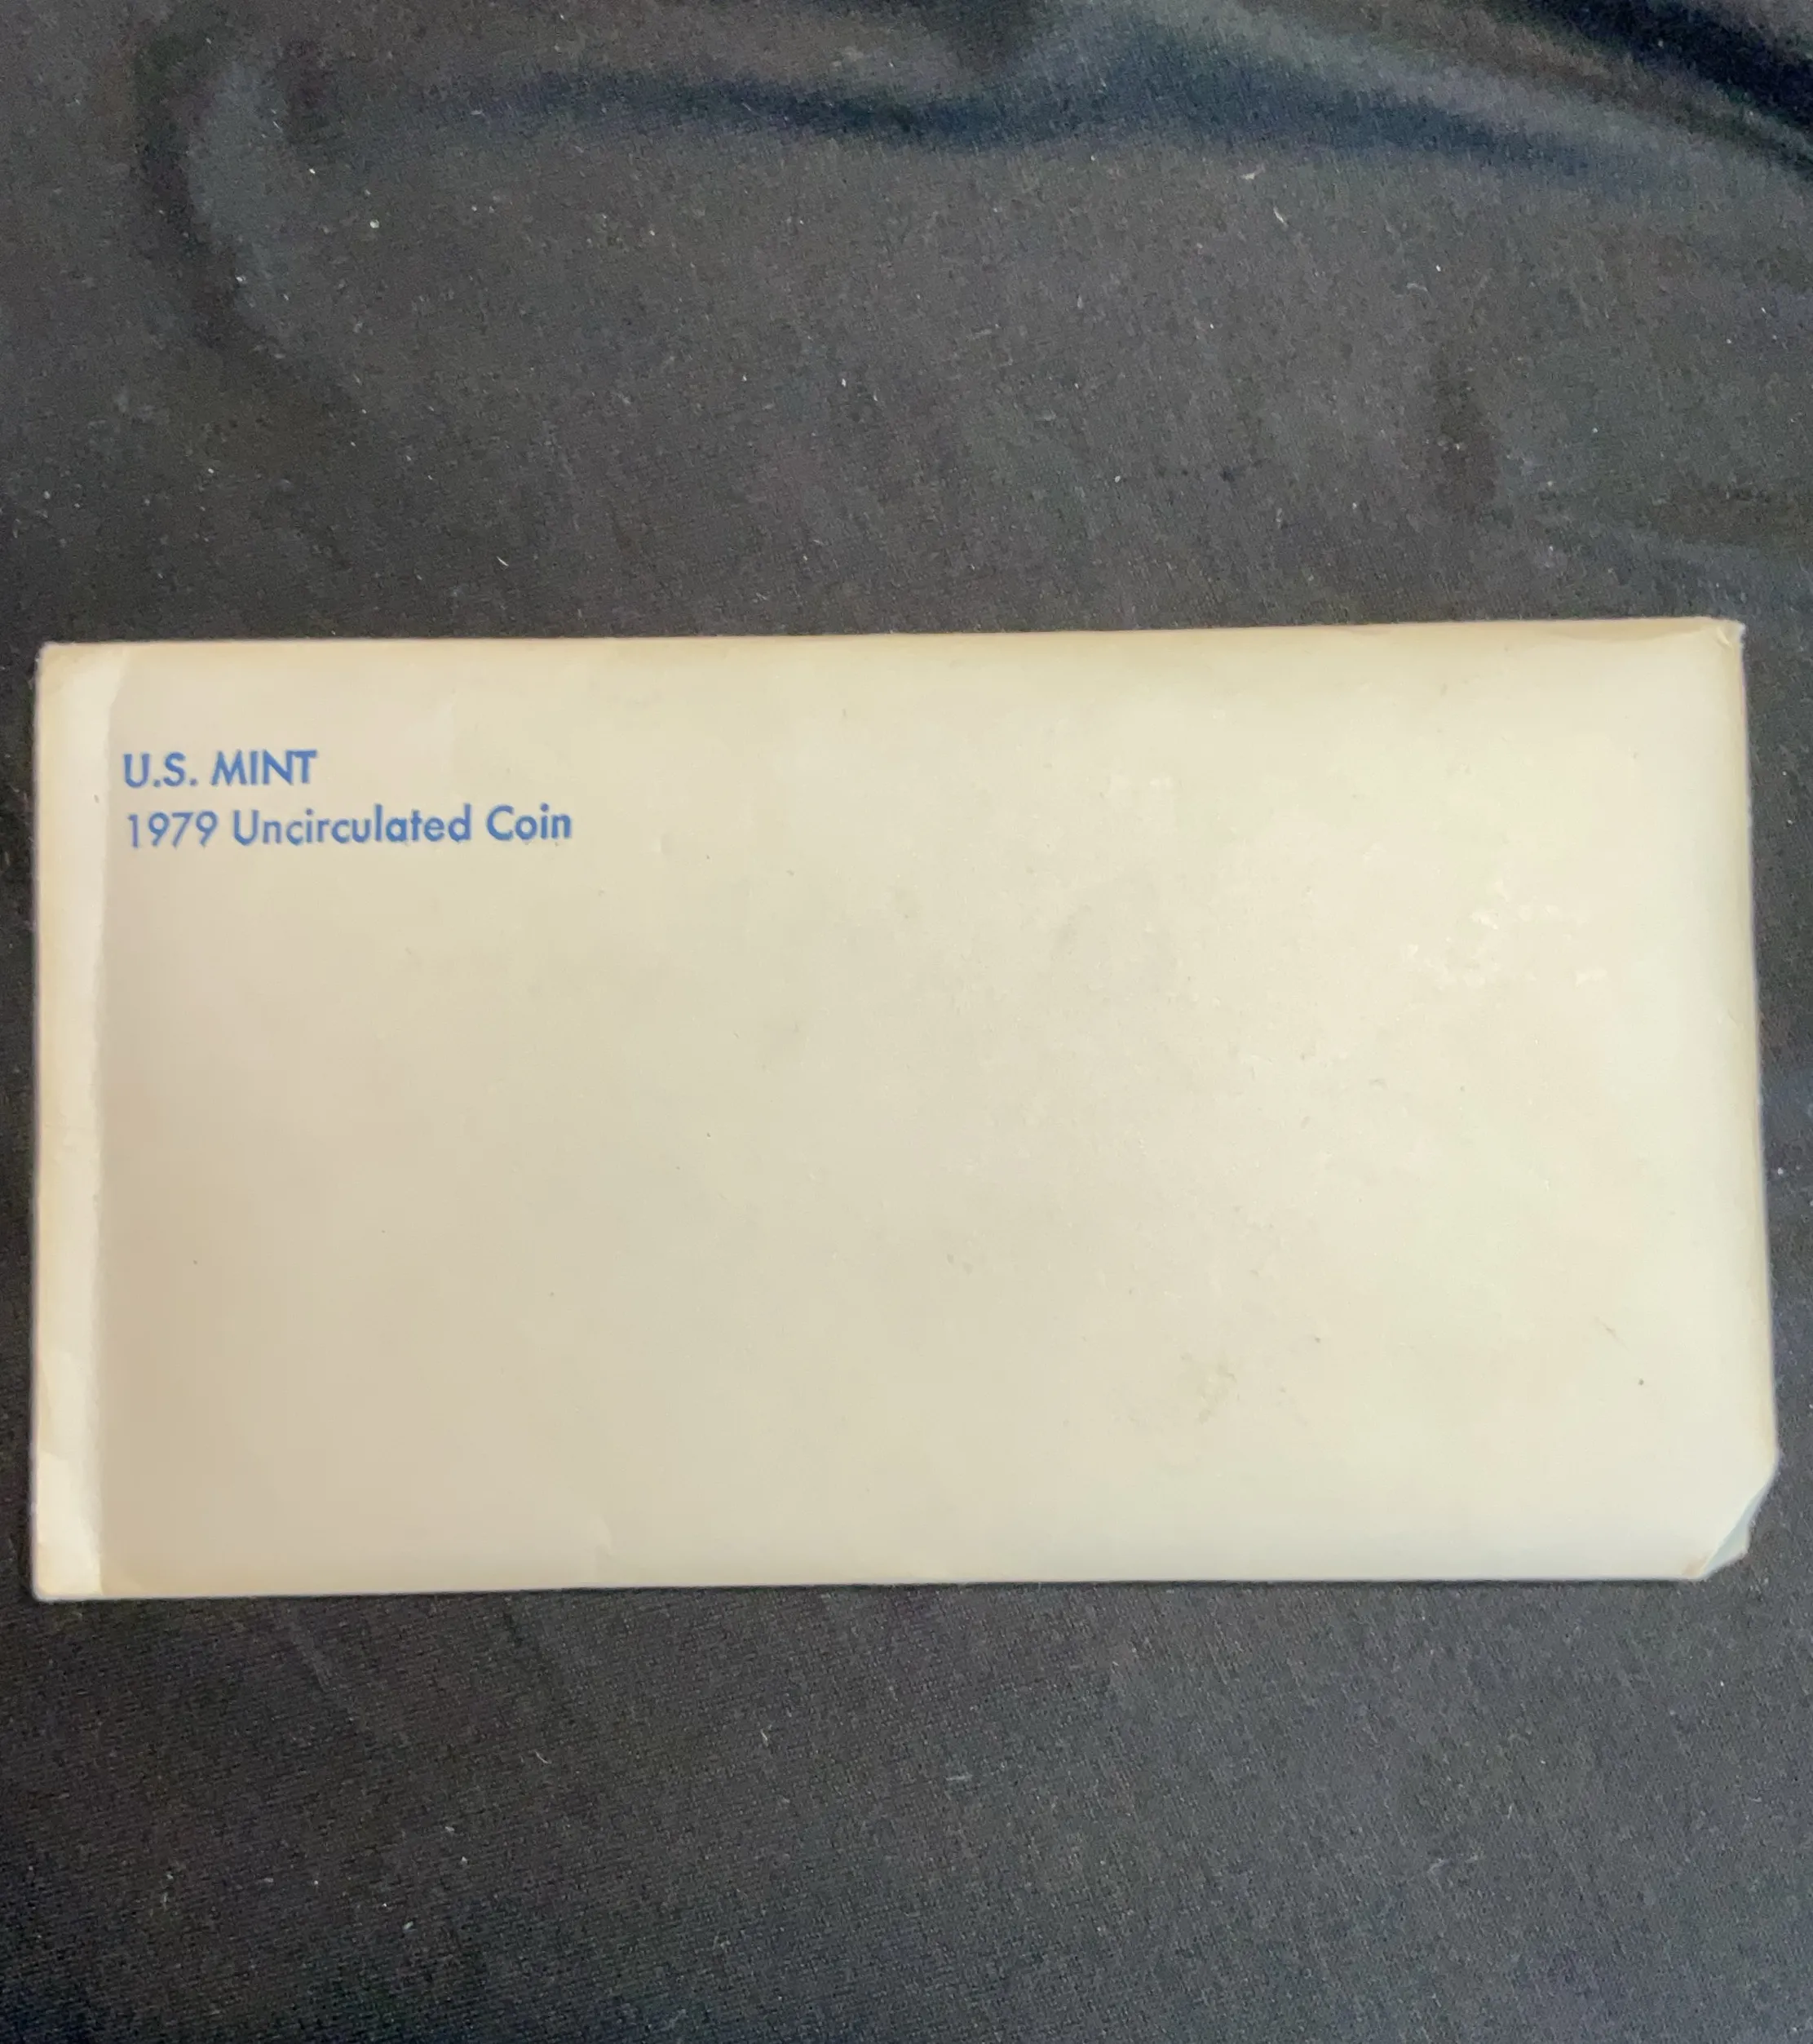 U.S. MINT
1979 Uncirculated Coin